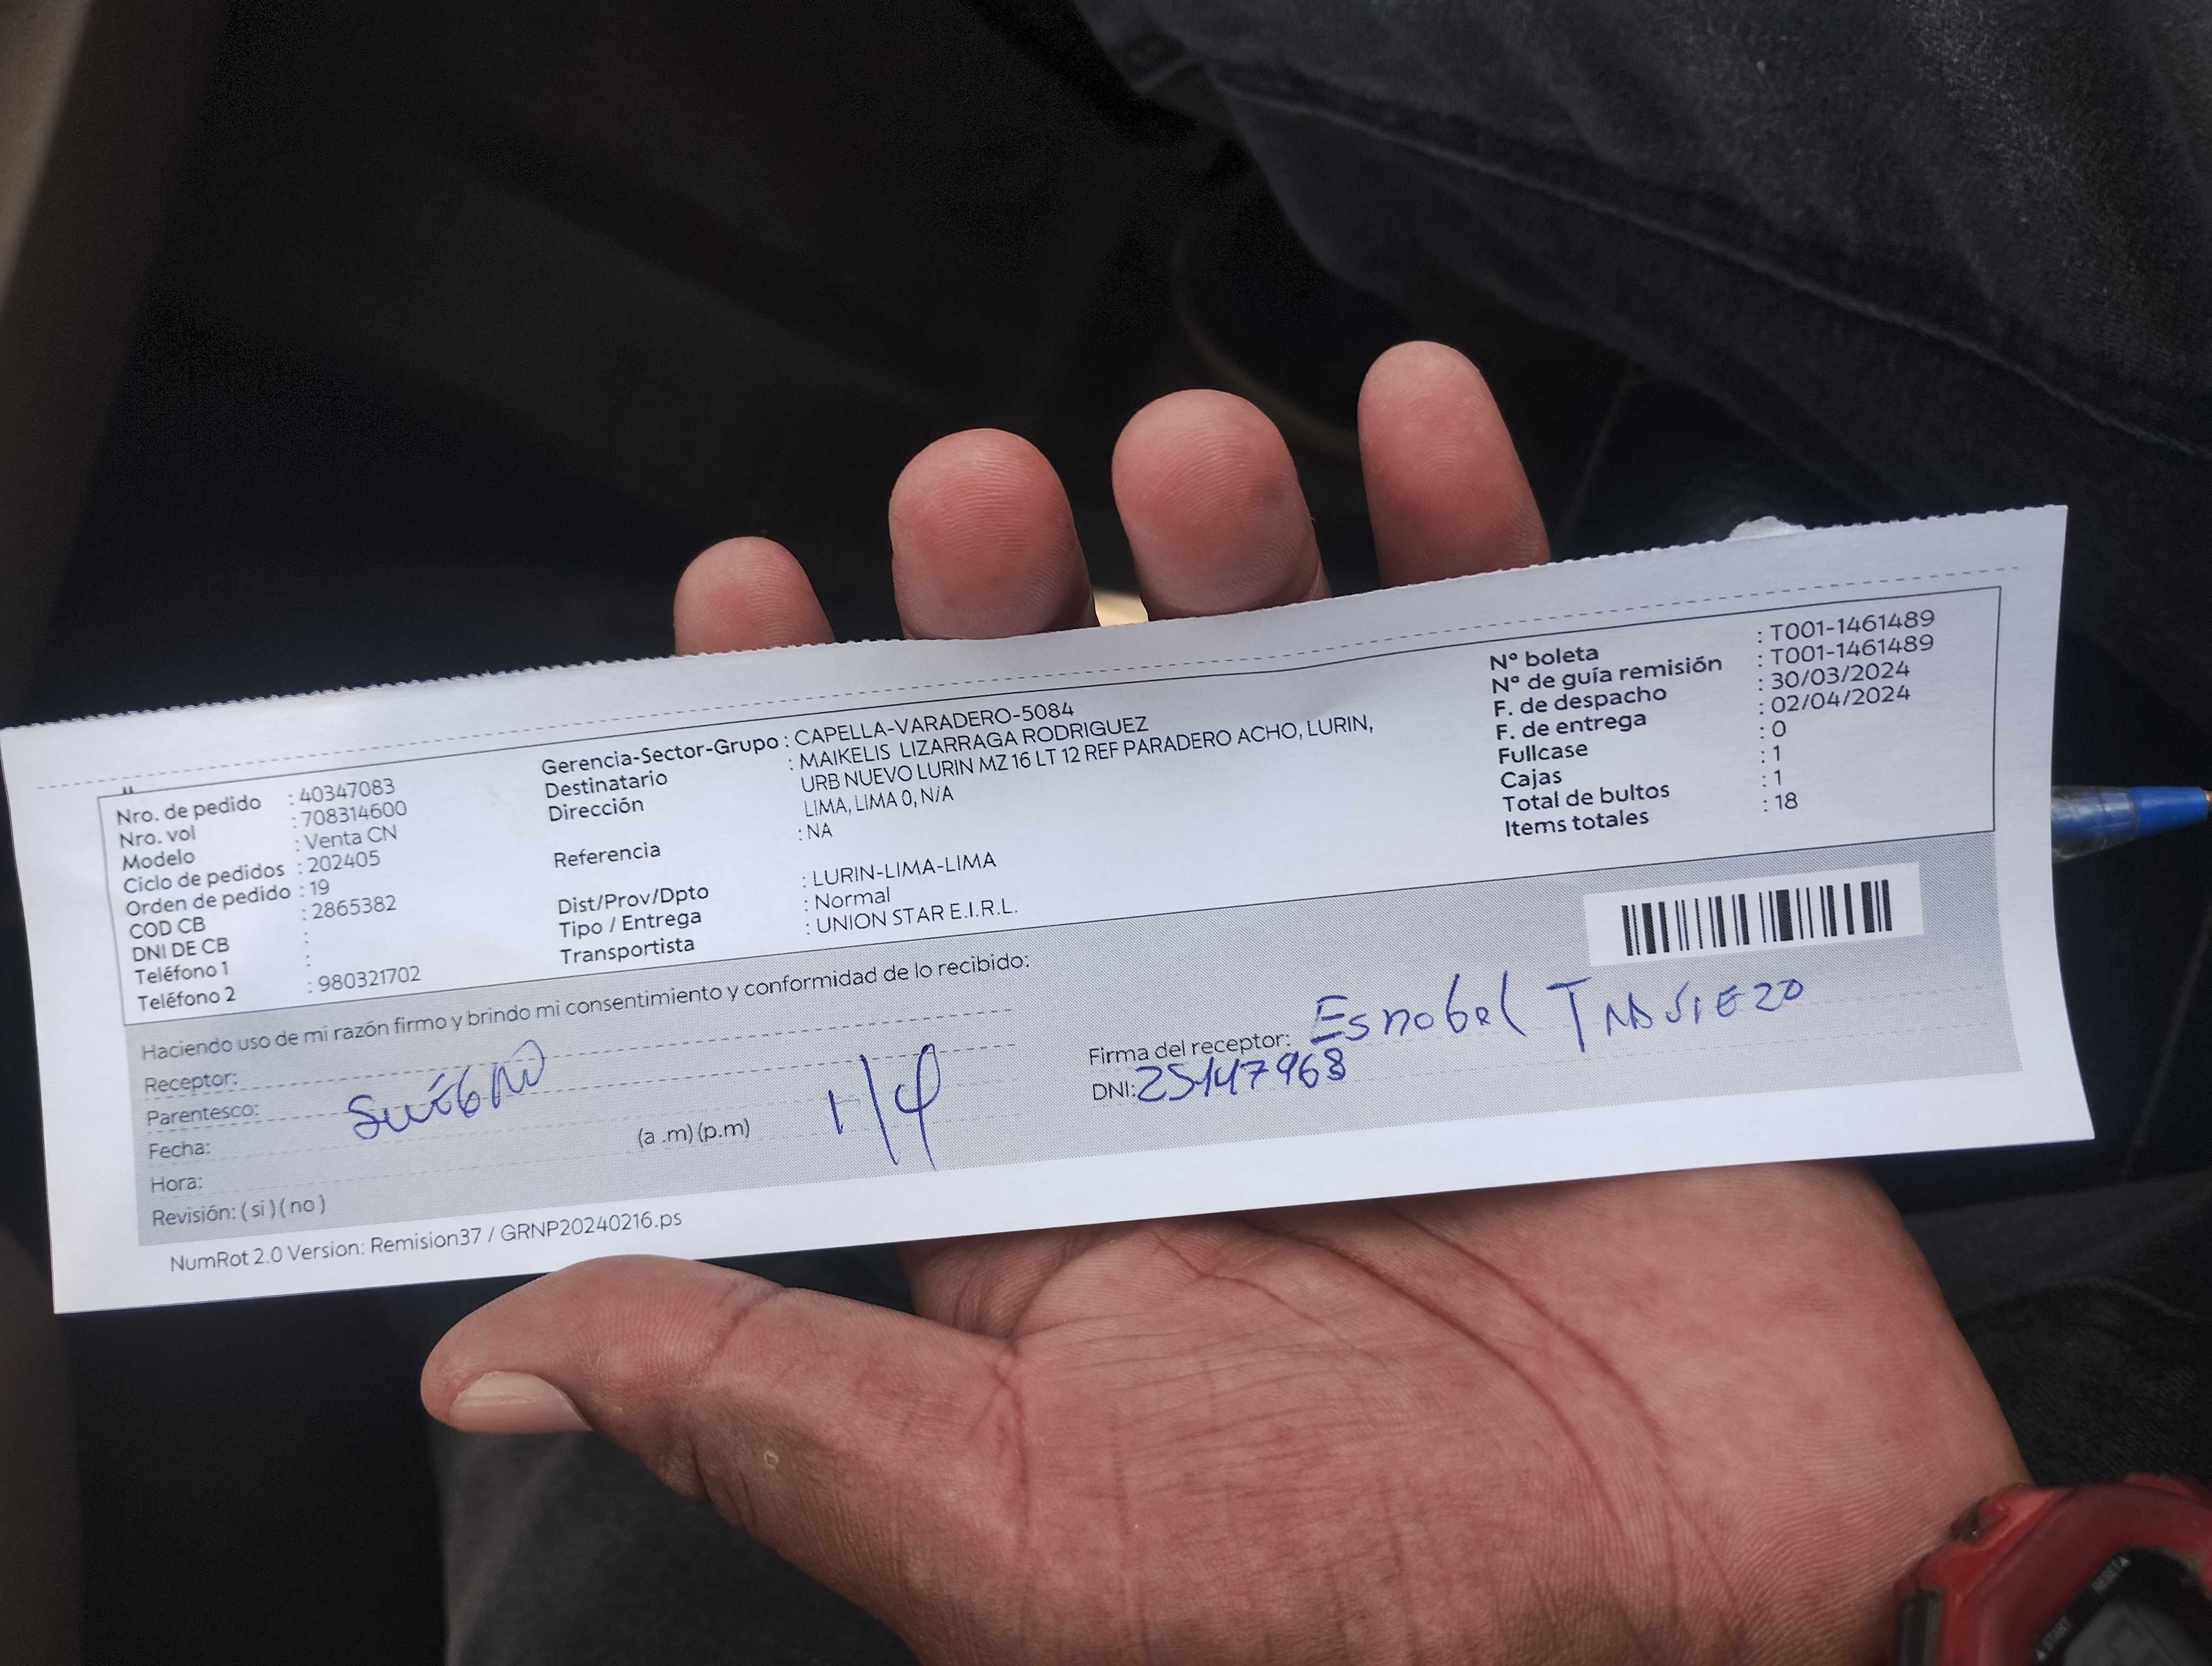 Nro. de pedido : 40347083
Nro. vol : 708314600
Modelo : Venta CN
Ciclo de pedidos : 202405
Orden de pedido : 19
COD CB : 2865382
DNI DE CB :
Teléfono 1 :
Teléfono 2 : 980321702
Gerencia-Sector-Grupo : CAPELLA-VARADERO-5084
Destinatario : MAIKELIS LIZARRAGA RODRIGUEZ
Dirección URB NUEVO LURIN MZ 16 LT 12 REF PARADERO ACHO, LURIN,
LIMA, LIMA 0, N/A
Referencia : NA
Dist/Prov/Dpto : LURIN-LIMA-LIMA
Tipo / Entrega : Normal
Transportista : UNION STAR E.I.R.L.
N° boleta : T001-1461489
N° de guía remisión : T001-1461489
F. de despacho : 30/03/2024
F. de entrega : 02/04/2024
Fullcase : 0
Cajas : 1
Total de bultos : 1
Items totales : 18
Haciendo uso de mi razón firmo y brindo mi consentimiento y conformidad de lo recibido:
Receptor:
Parentesco:
Fecha:
Hora: (a .m) (p.m)
Revisión: ( si ) ( no )
Firma del receptor: Esnobel
DNI: 25147968
NumRot 2.0 Version: Remision37 / GRNP20240216.ps
START
RESET